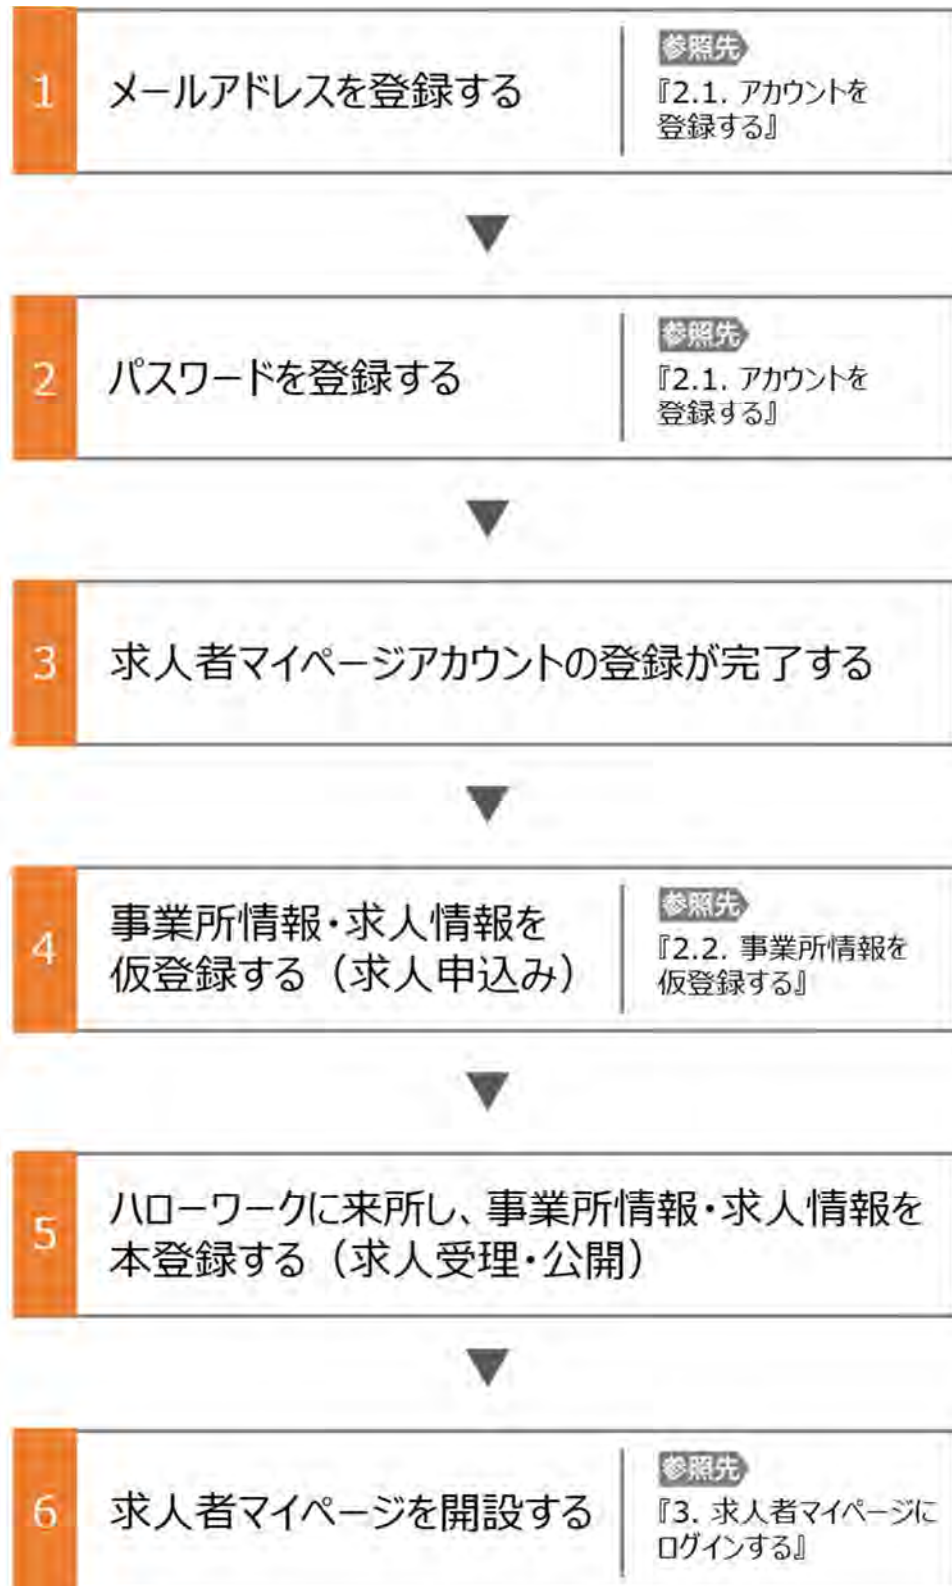 1
メールアドレスを登録する
参照先
『2.1. アカウントを
登録する』
2
パスワードを登録する
参照先
『2.1. アカウントを
登録する』
3
求人者マイページアカウントの登録が完了する
4
事業所情報・求人情報を
仮登録する（求人申込み）
参照先
『2.2. 事業所情報を
仮登録する』
5
ハローワークに来所し、事業所情報・求人情報を
本登録する（求人受理・公開）
6
求人者マイページを開設する
参照先
『3. 求人者マイページに
ログインする』